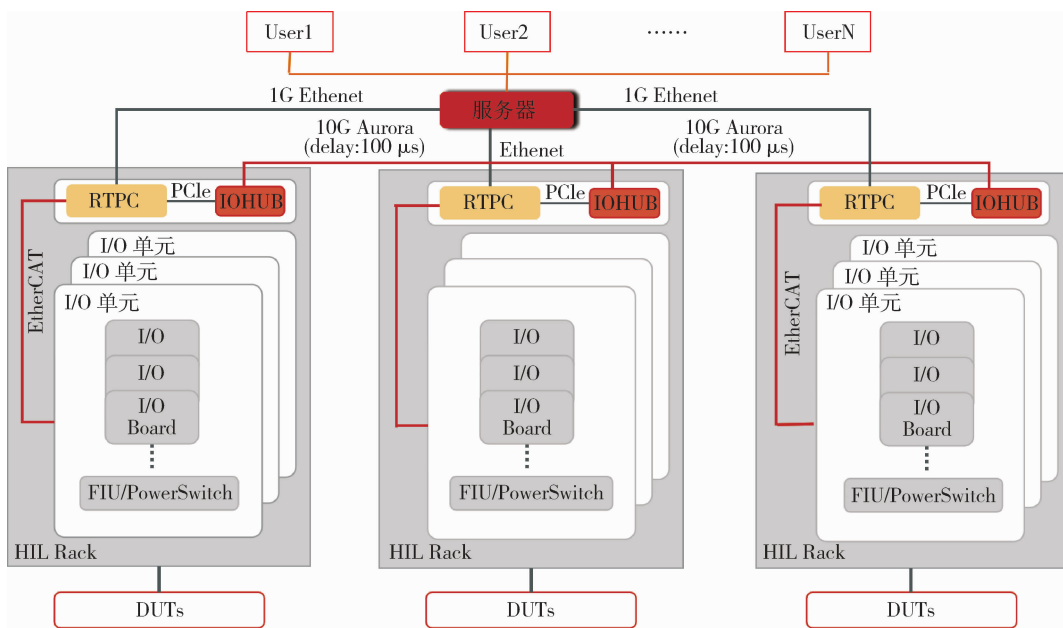 User1
User2
……
UserN
1G Ethenet
服务器
1G Ethenet
10G Aurora
(delay:100 μs)
Ethenet
10G Aurora
(delay:100 μs)
RTPC
PCIe
IOHUB
RTPC
PCIe
IOHUB
RTPC
PCIe
IOHUB
EtherCAT
I/O 单元
I/O 单元
I/O 单元
I/O
I/O
I/O
Board
FIU/PowerSwitch
HIL Rack
I/O
I/O
I/O
Board
FIU/PowerSwitch
HIL Rack
EtherCAT
I/O 单元
I/O 单元
I/O 单元
I/O
I/O
I/O
Board
FIU/PowerSwitch
HIL Rack
DUTs
DUTs
DUTs